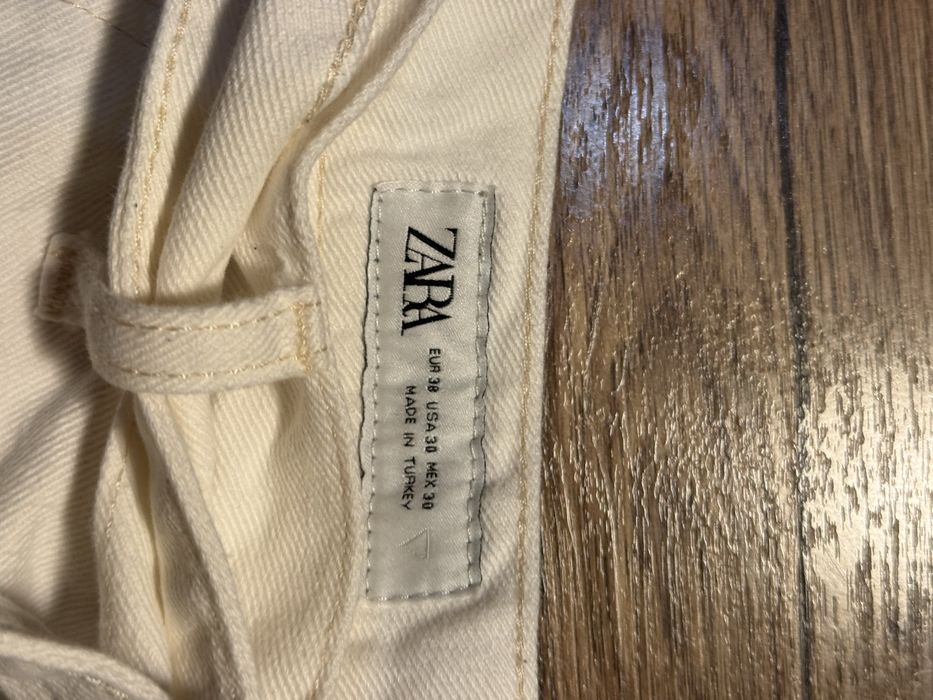 ZARA
EUR 38 USA 30 MEX 30
MADE IN TURKEY